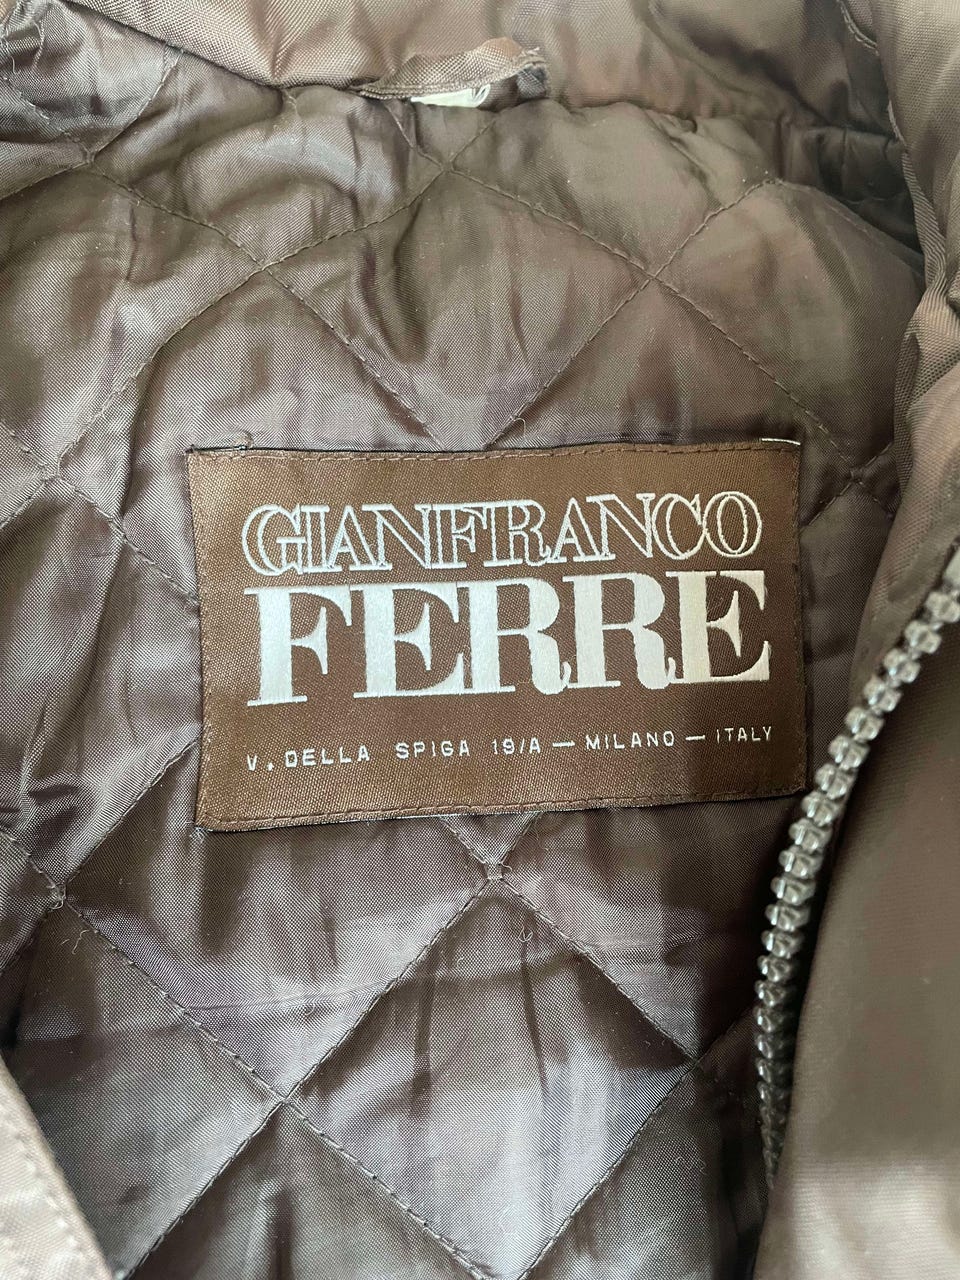 GIANFRANCO
FERRE
V. DELLA SPIGA 19/A — MILANO — ITALY